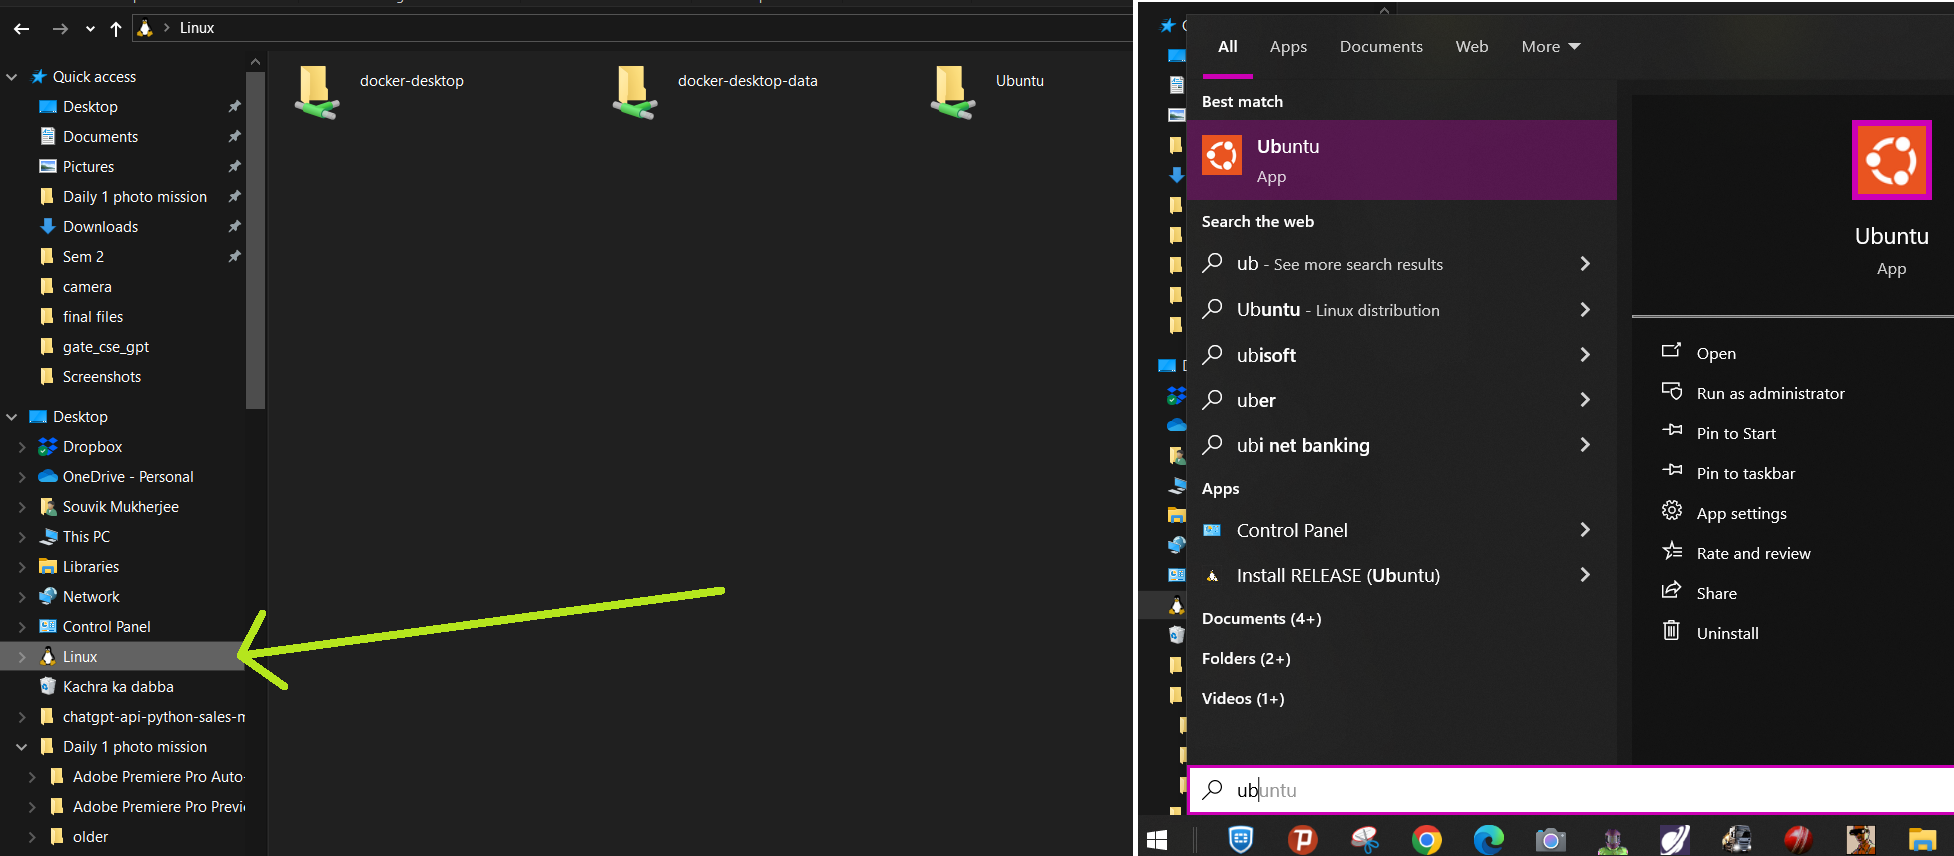 Linux
Quick access
Desktop
Documents
Pictures
Daily 1 photo mission
Downloads
Sem 2
camera
final files
gate_cse_gpt
Screenshots
Desktop
Dropbox
OneDrive - Personal
Souvik Mukherjee
This PC
Libraries
Network
Control Panel
Linux
Kachra ka dabba
chatgpt-api-python-sales-m
Daily 1 photo mission
Adobe Premiere Pro Auto-
Adobe Premiere Pro Previe
older
docker-desktop
docker-desktop-data
Ubuntu
All Apps Documents Web More
Best match
Ubuntu
App
Search the web
ub - See more search results
Ubuntu - Linux distribution
ubisoft
uber
ubi net banking
Apps
Control Panel
Install RELEASE (Ubuntu)
Documents (4+)
Folders (2+)
Videos (1+)
ubuntu
Ubuntu
App
Open
Run as administrator
Pin to Start
Pin to taskbar
App settings
Rate and review
Share
Uninstall